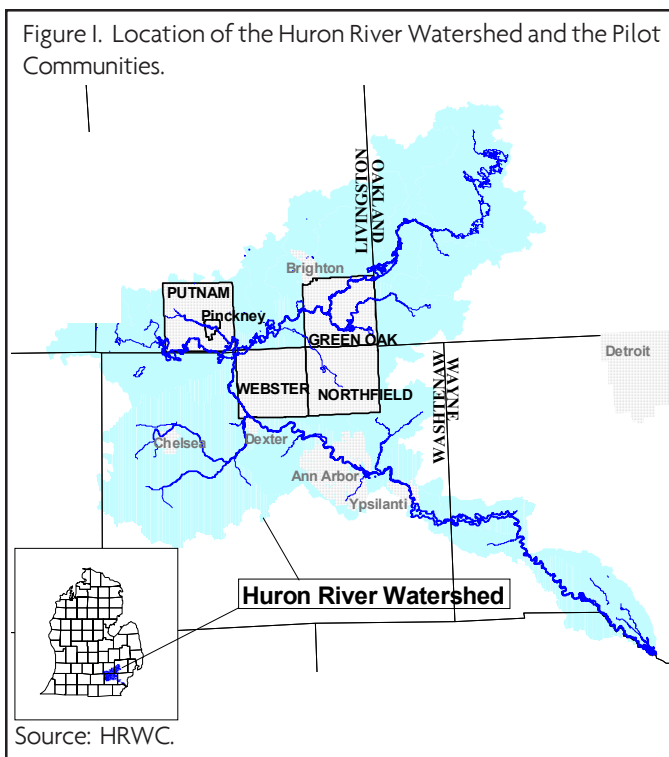 Figure I. Location of the Huron River Watershed and the Pilot
Communities.
LIVINGSTON
OAKLAND
Brighton
PUTNAM
Pinckney
GREEN OAK
Detroit
WAYNE
WASHTENAW
WEBSTER
NORTHFIELD
Chelsea
Dexter
Ann Arbor
Ypsilanti
Huron River Watershed
Source: HRWC.